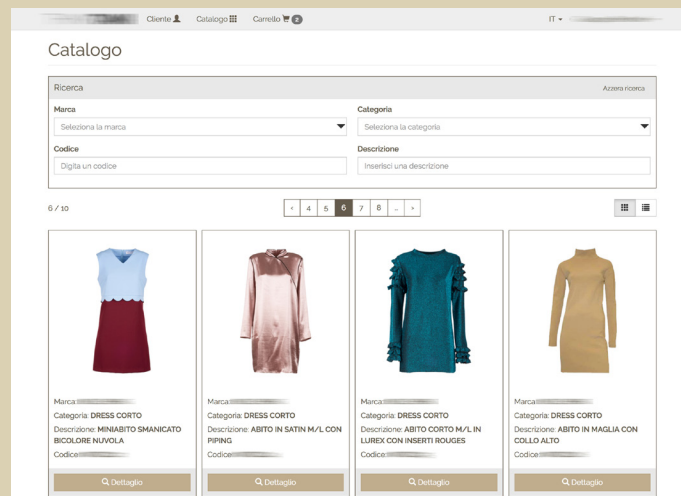 Cliente Catalogo Carrello 2 IT
Catalogo
Ricerca Azzera ricerca
Marca Categoria
Seleziona la marca Seleziona la categoria
Codice Descrizione
Digita un codice Inserisci una descrizione
6 / 10 < 4 5 6 7 8 ... >
Marca: Marca: Marca: Marca:
Categoria: DRESS CORTO Categoria: DRESS CORTO Categoria: DRESS CORTO Categoria: DRESS CORTO
Descrizione: MINIABITO SMANICATO Descrizione: ABITO IN SATIN M/L CON Descrizione: ABITO CORTO M/L IN Descrizione: ABITO IN MAGLIA CON
BICOLORE NUVOLA PIPING LUREX CON INSERTI ROUGES COLLO ALTO
Codice: Codice: Codice: Codice:
Dettaglio Dettaglio Dettaglio Dettaglio